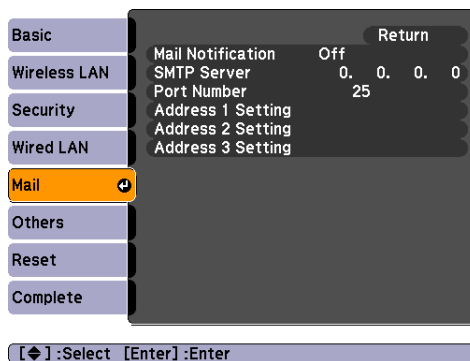 Basic
Wireless LAN
Security
Wired LAN
Mail
Others
Reset
Complete
Return
Mail Notification Off
SMTP Server 0. 0. 0. 0
Port Number 25
Address 1 Setting
Address 2 Setting
Address 3 Setting
[◆] :Select [Enter] :Enter